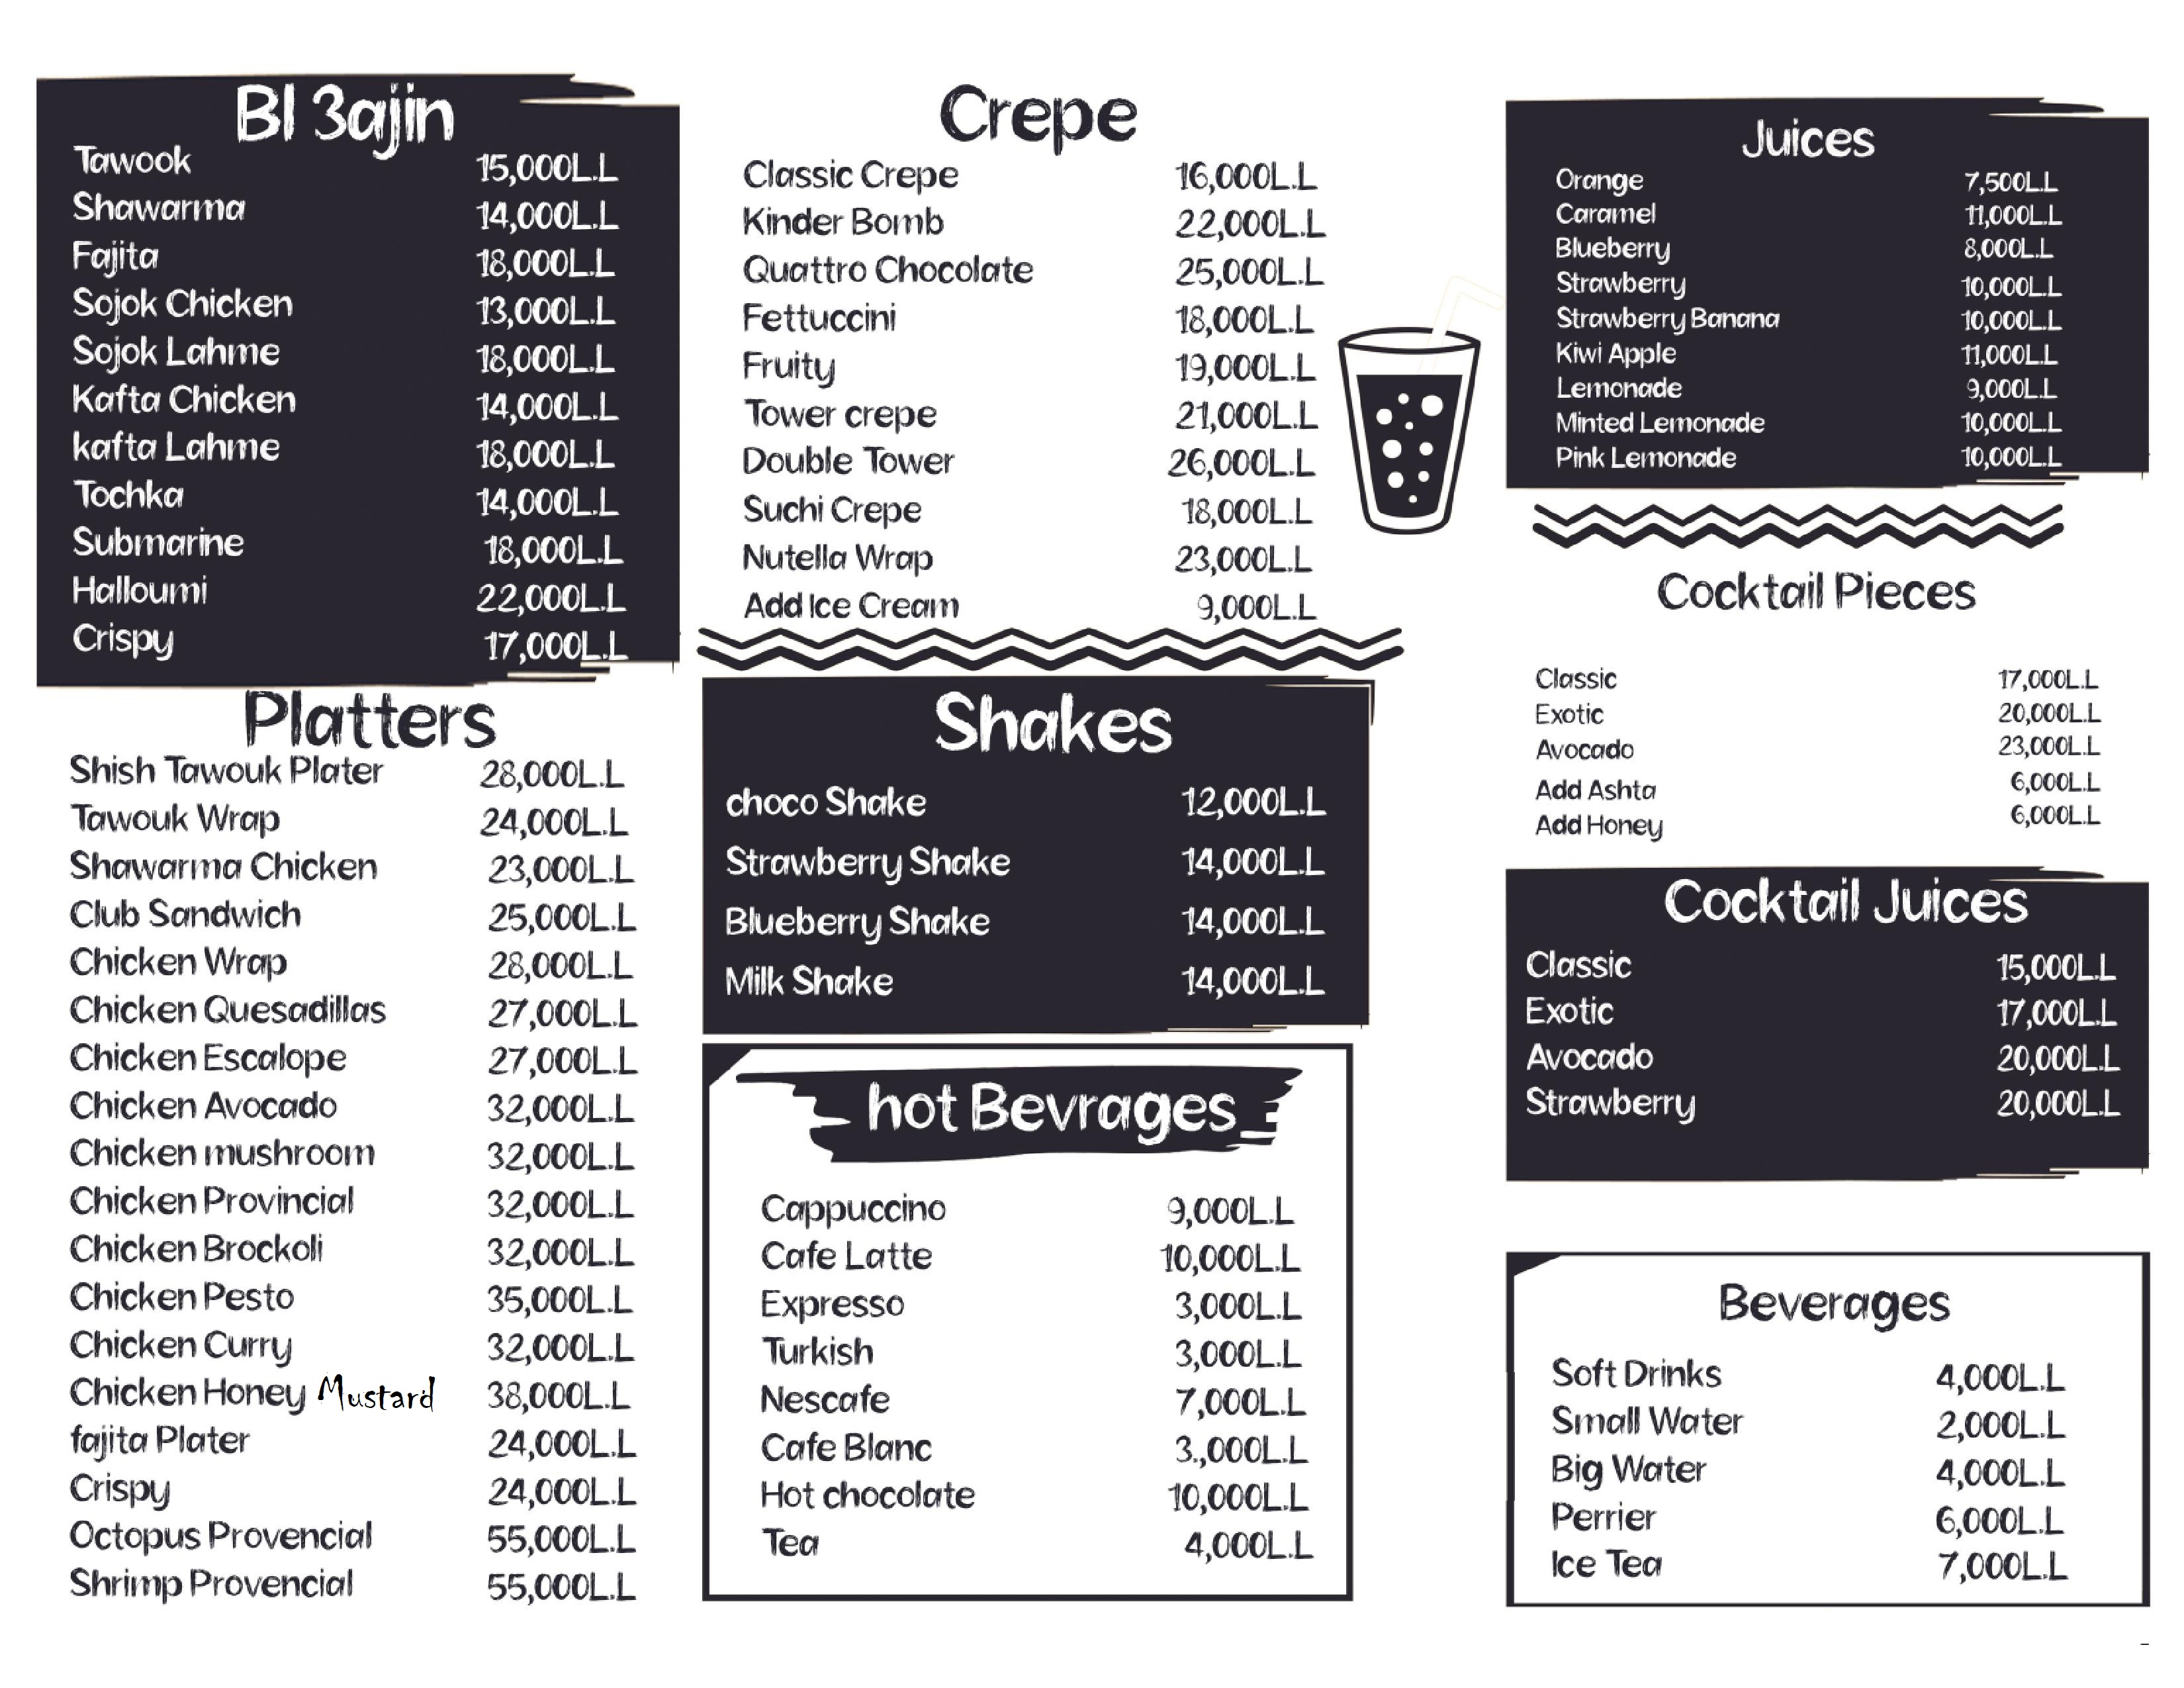 Bl 3ajin
Tawook 15,000L.L
Shawarma 14,000L.L
Fajita 18,000L.L
Sojok Chicken 13,000L.L
Sojok Lahme 18,000L.L
Kafta Chicken 14,000L.L
kafta Lahme 18,000L.L
Tochka 14,000L.L
Submarine 18,000L.L
Halloumi 22,000L.L
Crispy 17,000L.L
Platters
Shish Tawouk Plater 28,000L.L
Tawouk Wrap 24,000L.L
Shawarma Chicken 23,000L.L
Club Sandwich 25,000L.L
Chicken Wrap 28,000L.L
Chicken Quesadillas 27,000L.L
Chicken Escalope 27,000L.L
Chicken Avocado 32,000L.L
Chicken mushroom 32,000L.L
Chicken Provincial 32,000L.L
Chicken Brockoli 32,000L.L
Chicken Pesto 35,000L.L
Chicken Curry 32,000L.L
Chicken Honey Mustard 38,000L.L
fajita Plater 24,000L.L
Crispy 24,000L.L
Octopus Provencial 55,000L.L
Shrimp Provencial 55,000L.L
Crepe
Classic Crepe 16,000L.L
Kinder Bomb 22,000L.L
Quattro Chocolate 25,000L.L
Fettuccini 18,000L.L
Fruity 19,000L.L
Tower crepe 21,000L.L
Double Tower 26,000L.L
Suchi Crepe 18,000L.L
Nutella Wrap 23,000L.L
Add Ice Cream 9,000L.L
Shakes
choco Shake 12,000L.L
Strawberry Shake 14,000L.L
Blueberry Shake 14,000L.L
Milk Shake 14,000L.L
hot Bevrages
Cappuccino 9,000L.L
Cafe Latte 10,000L.L
Expresso 3,000L.L
Turkish 3,000L.L
Nescafe 7,000L.L
Cafe Blanc 3.,000L.L
Hot chocolate 10,000L.L
Tea 4,000L.L
Juices
Orange 7,500L.L
Caramel 11,000L.L
Blueberry 8,000L.L
Strawberry 10,000L.L
Strawberry Banana 10,000L.L
Kiwi Apple 11,000L.L
Lemonade 9,000L.L
Minted Lemonade 10,000L.L
Pink Lemonade 10,000L.L
Cocktail Pieces
Classic 17,000L.L
Exotic 20,000L.L
Avocado 23,000L.L
Add Ashta 6,000L.L
Add Honey 6,000L.L
Cocktail Juices
Classic 15,000L.L
Exotic 17,000L.L
Avocado 20,000L.L
Strawberry 20,000L.L
Beverages
Soft Drinks 4,000L.L
Small Water 2,000L.L
Big Water 4,000L.L
Perrier 6,000L.L
Ice Tea 7,000L.L